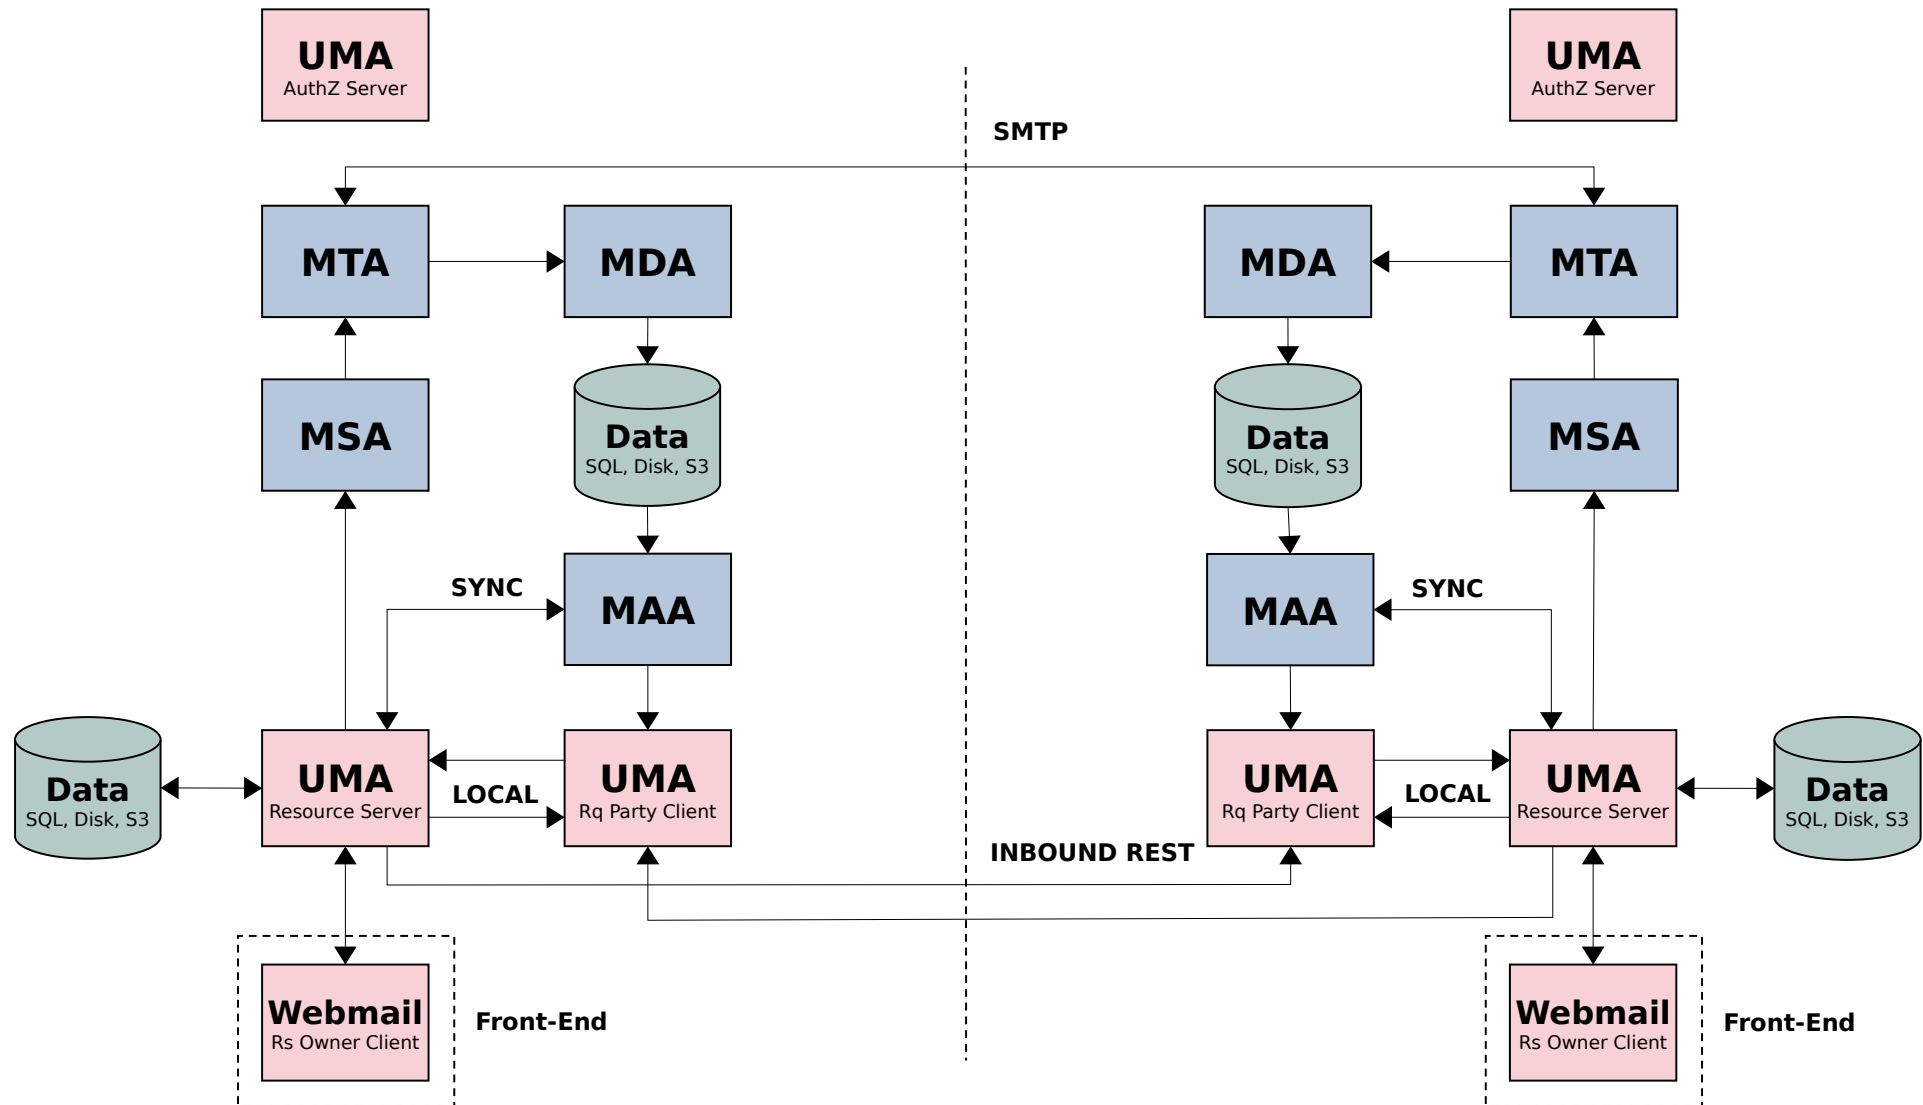 UMA
AuthZ Server
UMA
AuthZ Server
SMTP
MTA
MDA
MDA
MTA
MSA
Data
SQL, Disk, S3
Data
SQL, Disk, S3
MSA
SYNC
MAA
MAA
SYNC
Data
SQL, Disk, S3
UMA
Resource Server
LOCAL
UMA
Rq Party Client
UMA
Rq Party Client
LOCAL
UMA
Resource Server
Data
SQL, Disk, S3
INBOUND REST
Webmail
Rs Owner Client
Front-End
Webmail
Rs Owner Client
Front-End